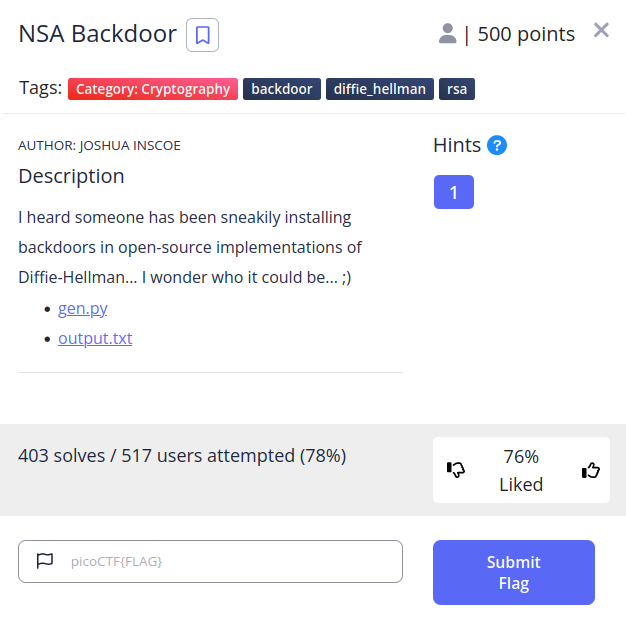 NSA Backdoor
| 500 points
Tags: Category: Cryptography backdoor diffie_hellman rsa
AUTHOR: JOSHUA INSCOE
Description
I heard someone has been sneakily installing
backdoors in open-source implementations of
Diffie-Hellman... I wonder who it could be... ;)
• gen.py
• output.txt
Hints ?
1
403 solves / 517 users attempted (78%)
76%
Liked
picoCTF{FLAG}
Submit
Flag